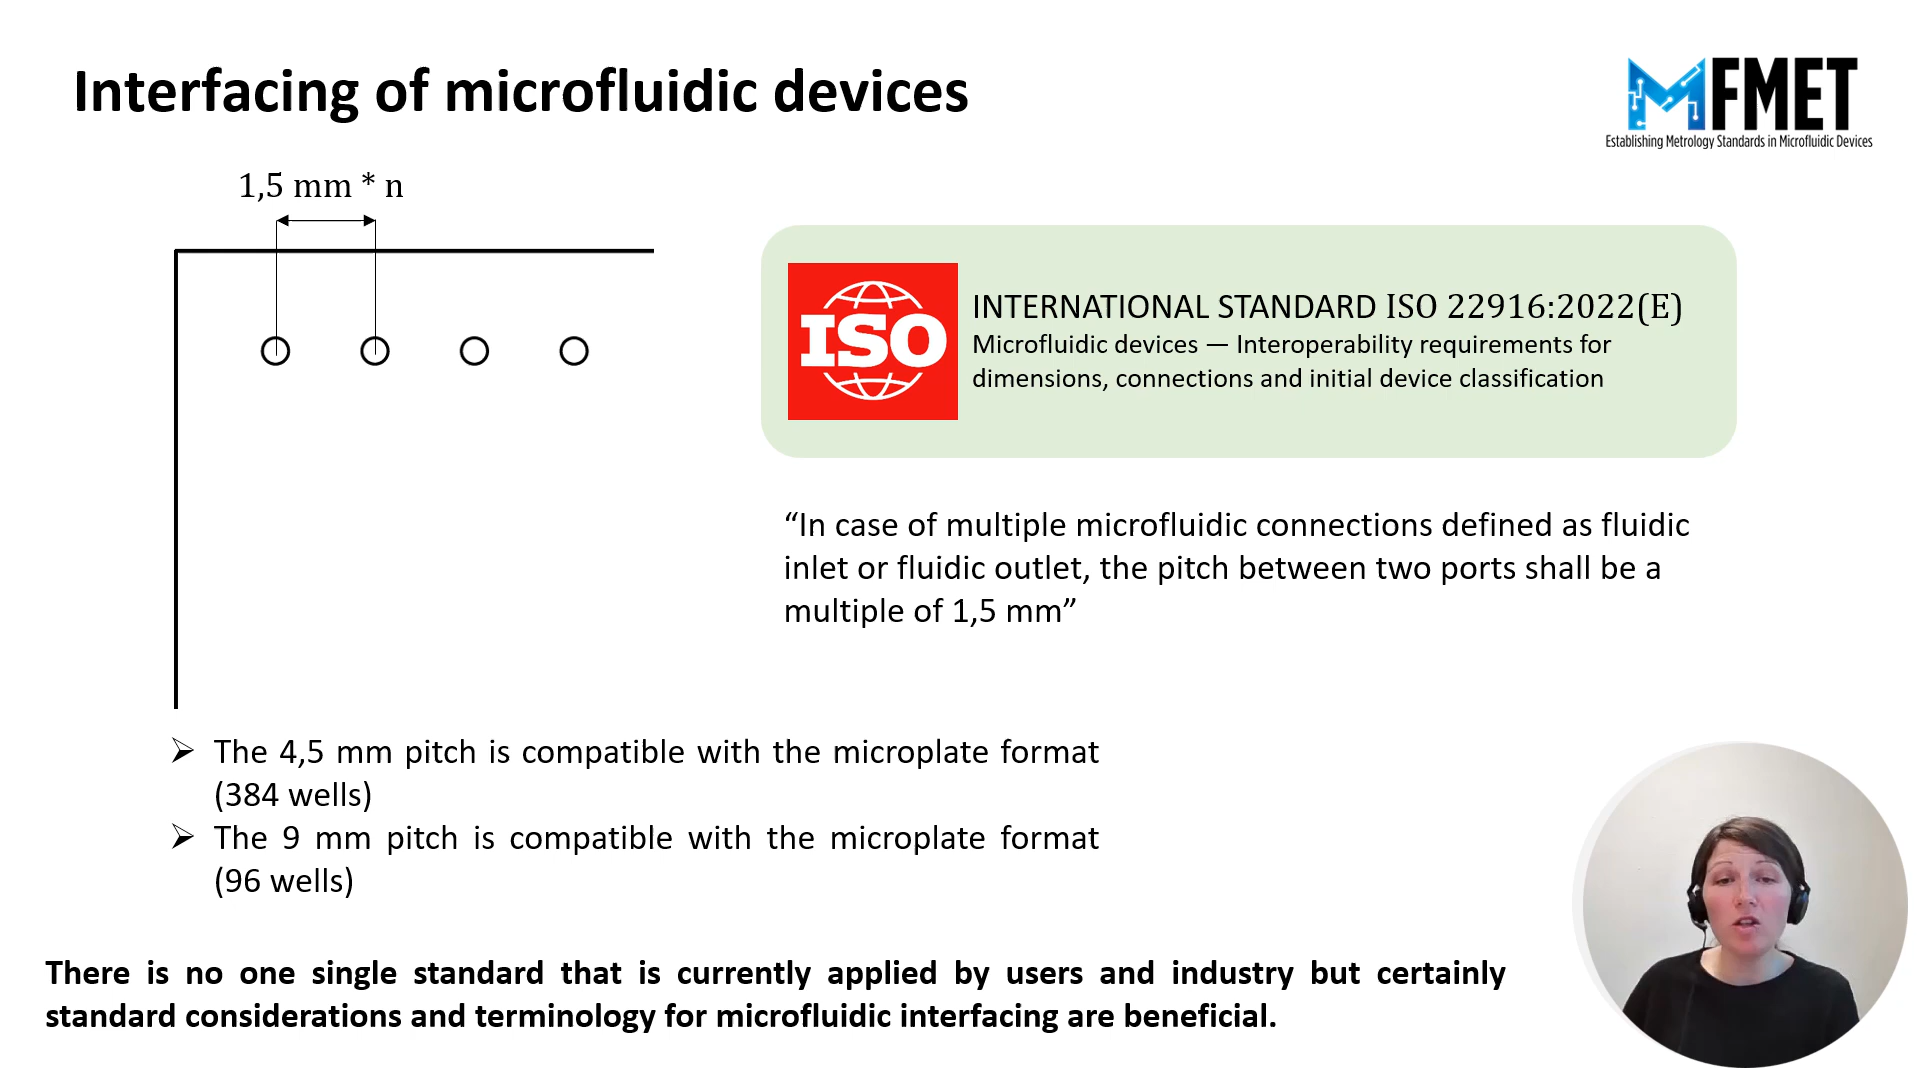 Interfacing of microfluidic devices
MFMET
Establishing Metrology Standards in Microfluidic Devices
1,5 mm * n
ISO
INTERNATIONAL STANDARD ISO 22916:2022(E)
Microfluidic devices — Interoperability requirements for
dimensions, connections and initial device classification
“In case of multiple microfluidic connections defined as fluidic
inlet or fluidic outlet, the pitch between two ports shall be a
multiple of 1,5 mm”
➢ The 4,5 mm pitch is compatible with the microplate format
(384 wells)
➢ The 9 mm pitch is compatible with the microplate format
(96 wells)
There is no one single standard that is currently applied by users and industry but certainly
standard considerations and terminology for microfluidic interfacing are beneficial.